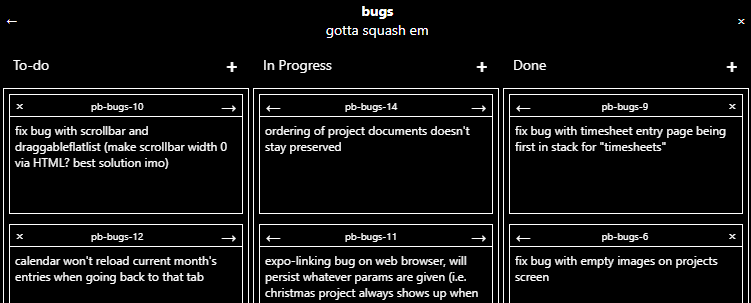 ←
bugs
×
gotta squash em
To-do +
In Progress +
Done +
× pb-bugs-10 →
fix bug with scrollbar and
draggableflatlist (make scrollbar width 0
via HTML? best solution imo)
← pb-bugs-14 →
ordering of project documents doesn't
stay preserved
← pb-bugs-9 ×
fix bug with timesheet entry page being
first in stack for "timesheets"
× pb-bugs-12 →
calendar won't reload current month's
entries when going back to that tab
← pb-bugs-11 →
expo-linking bug on web browser, will
persist whatever params are given (i.e.
christmas project always shows up when
← pb-bugs-6 ×
fix bug with empty images on projects
screen